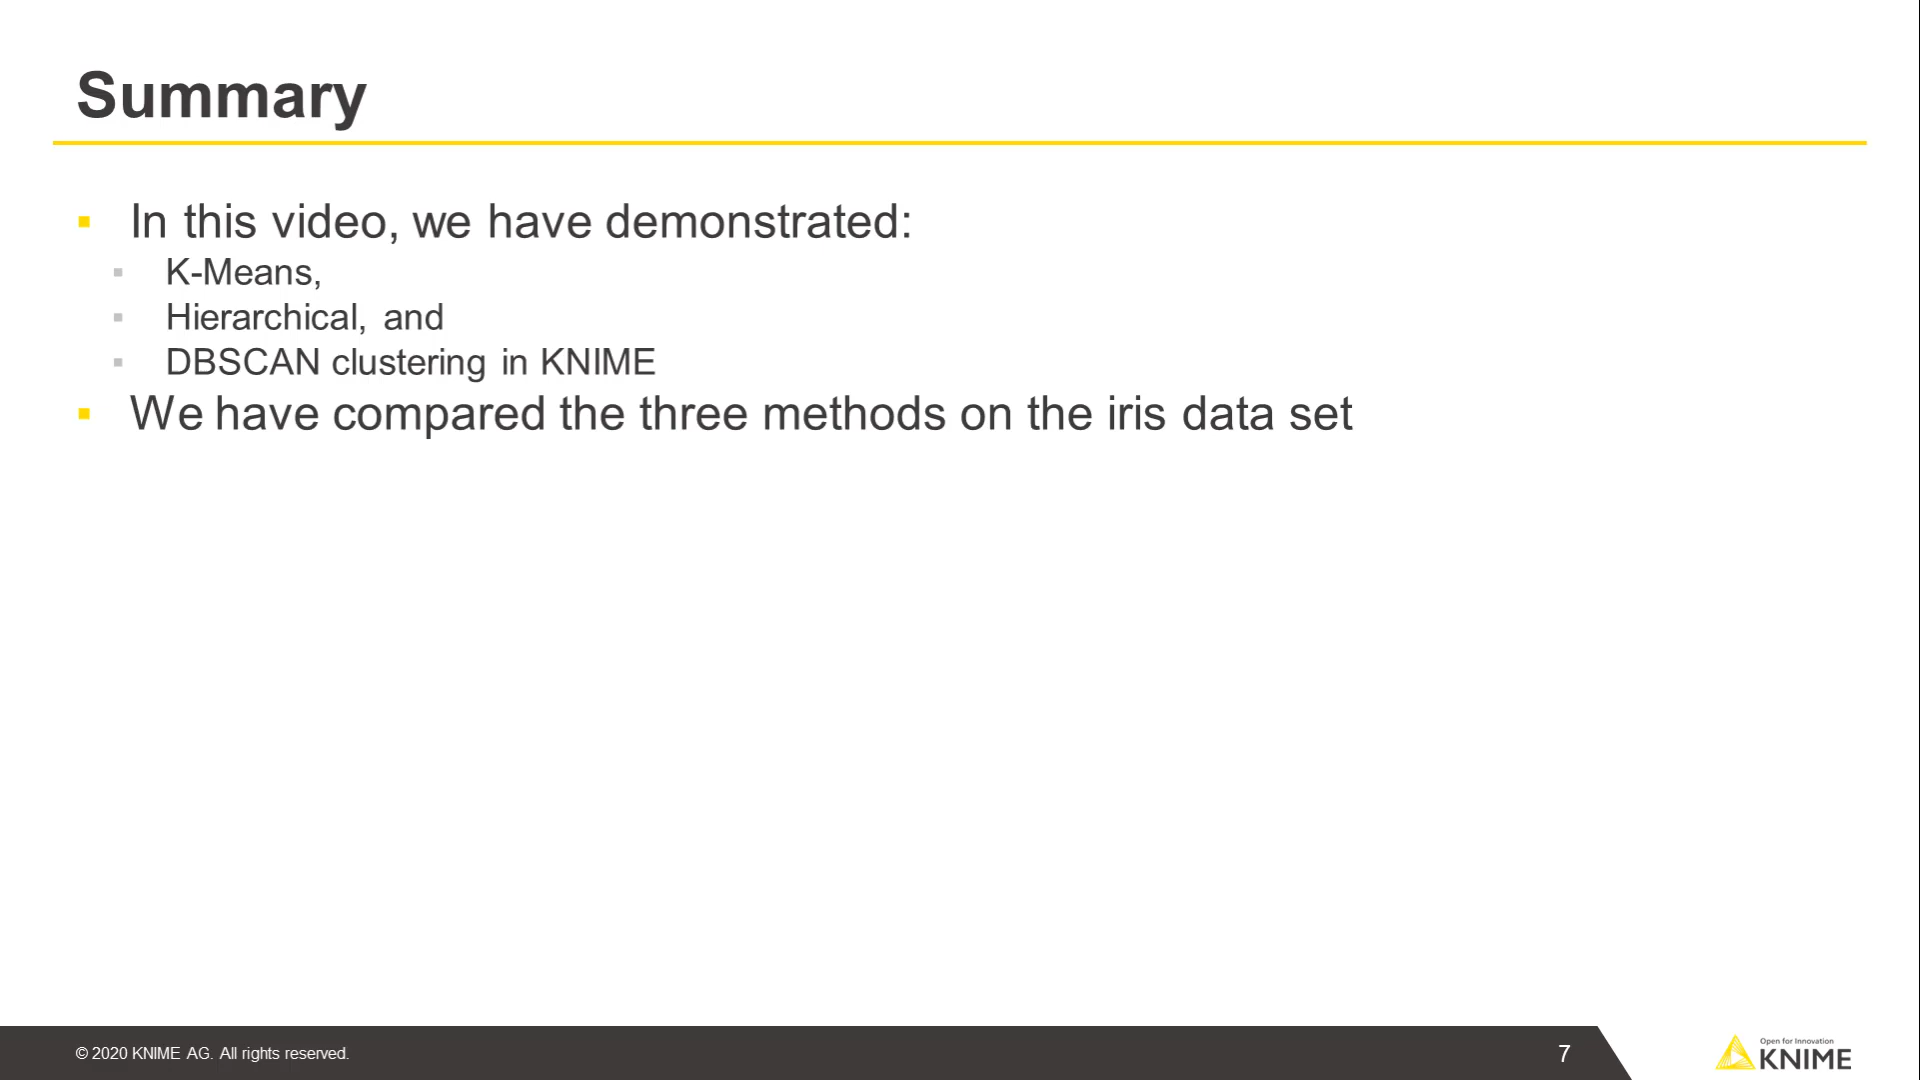 Summary
▪ In this video, we have demonstrated:
▪ K-Means,
▪ Hierarchical, and
▪ DBSCAN clustering in KNIME
▪ We have compared the three methods on the iris data set
© 2020 KNIME AG. All rights reserved.
7
Open for Innovation
KNIME